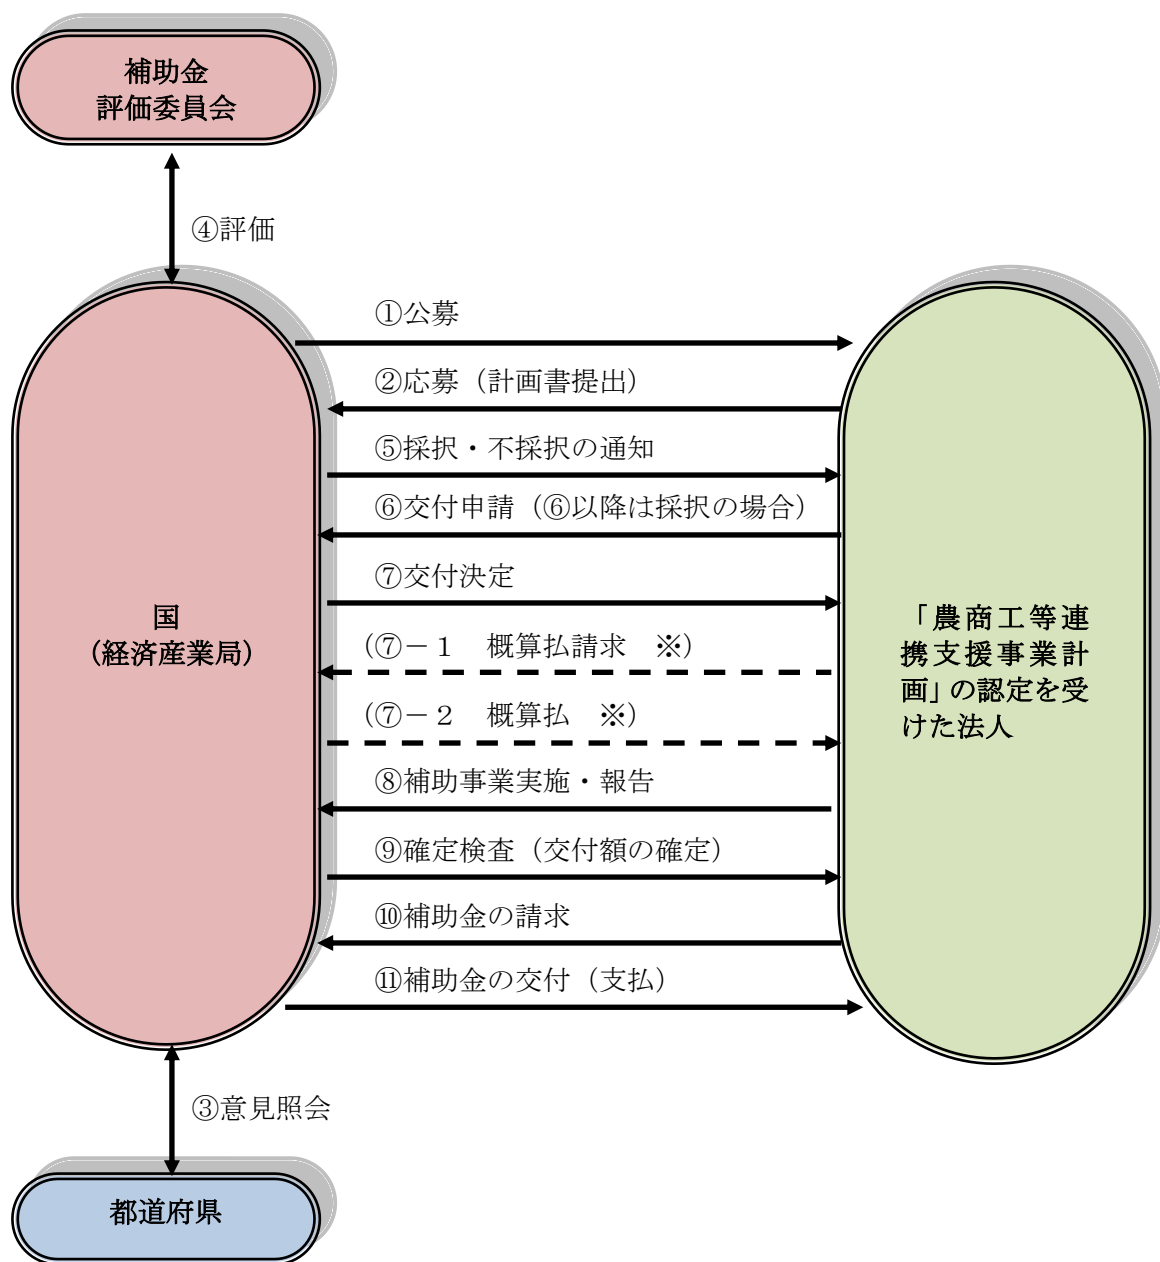 補助金
評価委員会
④評価
①公募
②応募（計画書提出）
⑤採択・不採択の通知
⑥交付申請（⑥以降は採択の場合）
⑦交付決定
(⑦－１　概算払請求　※)
(⑦－２　概算払　※)
⑧補助事業実施・報告
⑨確定検査（交付額の確定）
⑩補助金の請求
⑪補助金の交付（支払）
国
（経済産業局）
「農商工等連
携支援事業計
画」の認定を受
けた法人
③意見照会
都道府県